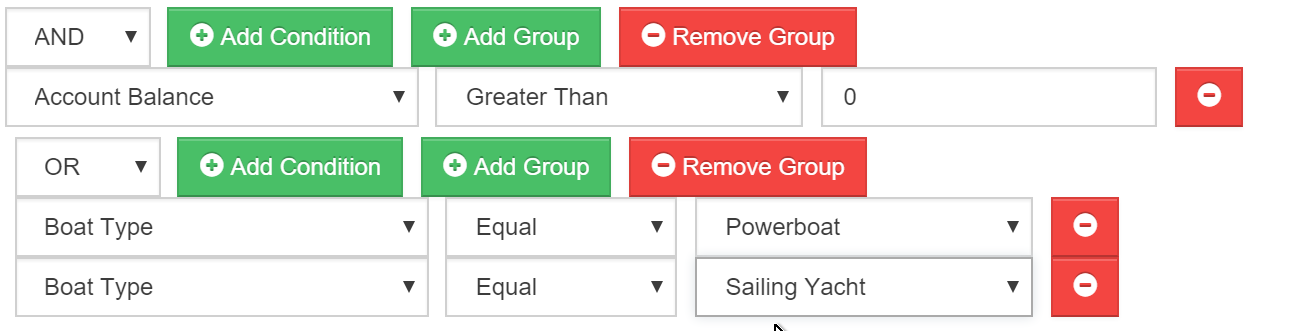 AND Add Condition Add Group Remove Group
Account Balance Greater Than 0
OR Add Condition Add Group Remove Group
Boat Type Equal Powerboat
Boat Type Equal Sailing Yacht